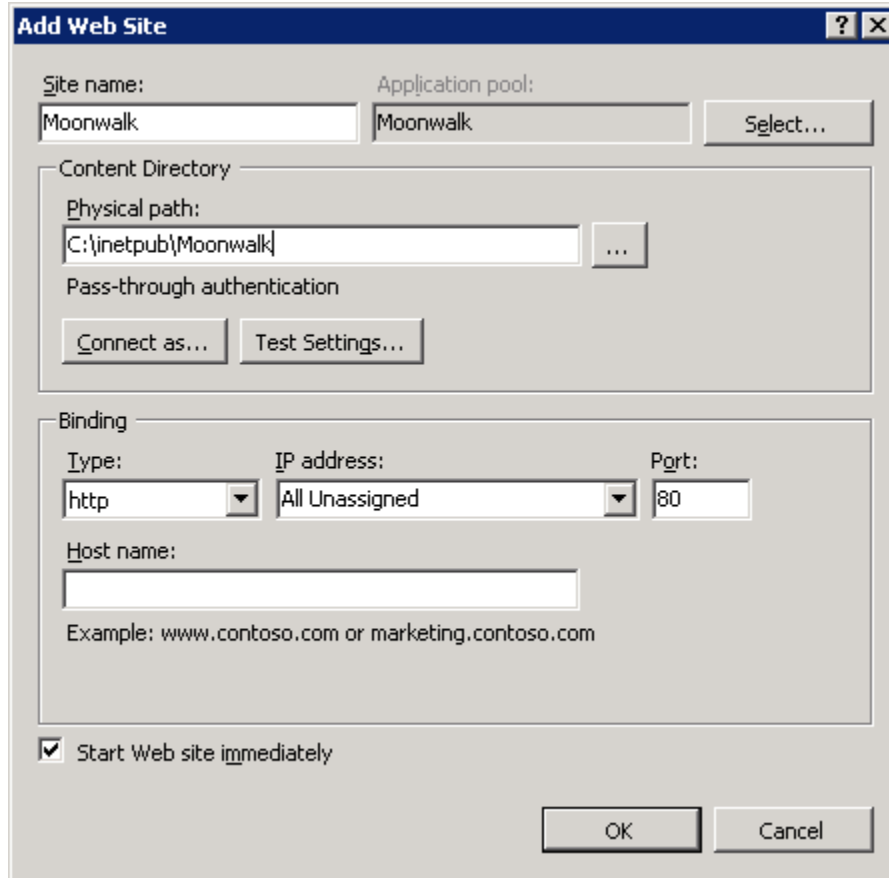 Add Web Site
Site name: Application pool:
Moonwalk Moonwalk Select...
Content Directory
Physical path:
C:\inetpub\Moonwalk ...
Pass-through authentication
Connect as... Test Settings...
Binding
Type: IP address: Port:
http All Unassigned 80
Host name:
Example: www.contoso.com or marketing.contoso.com
Start Web site immediately
OK Cancel